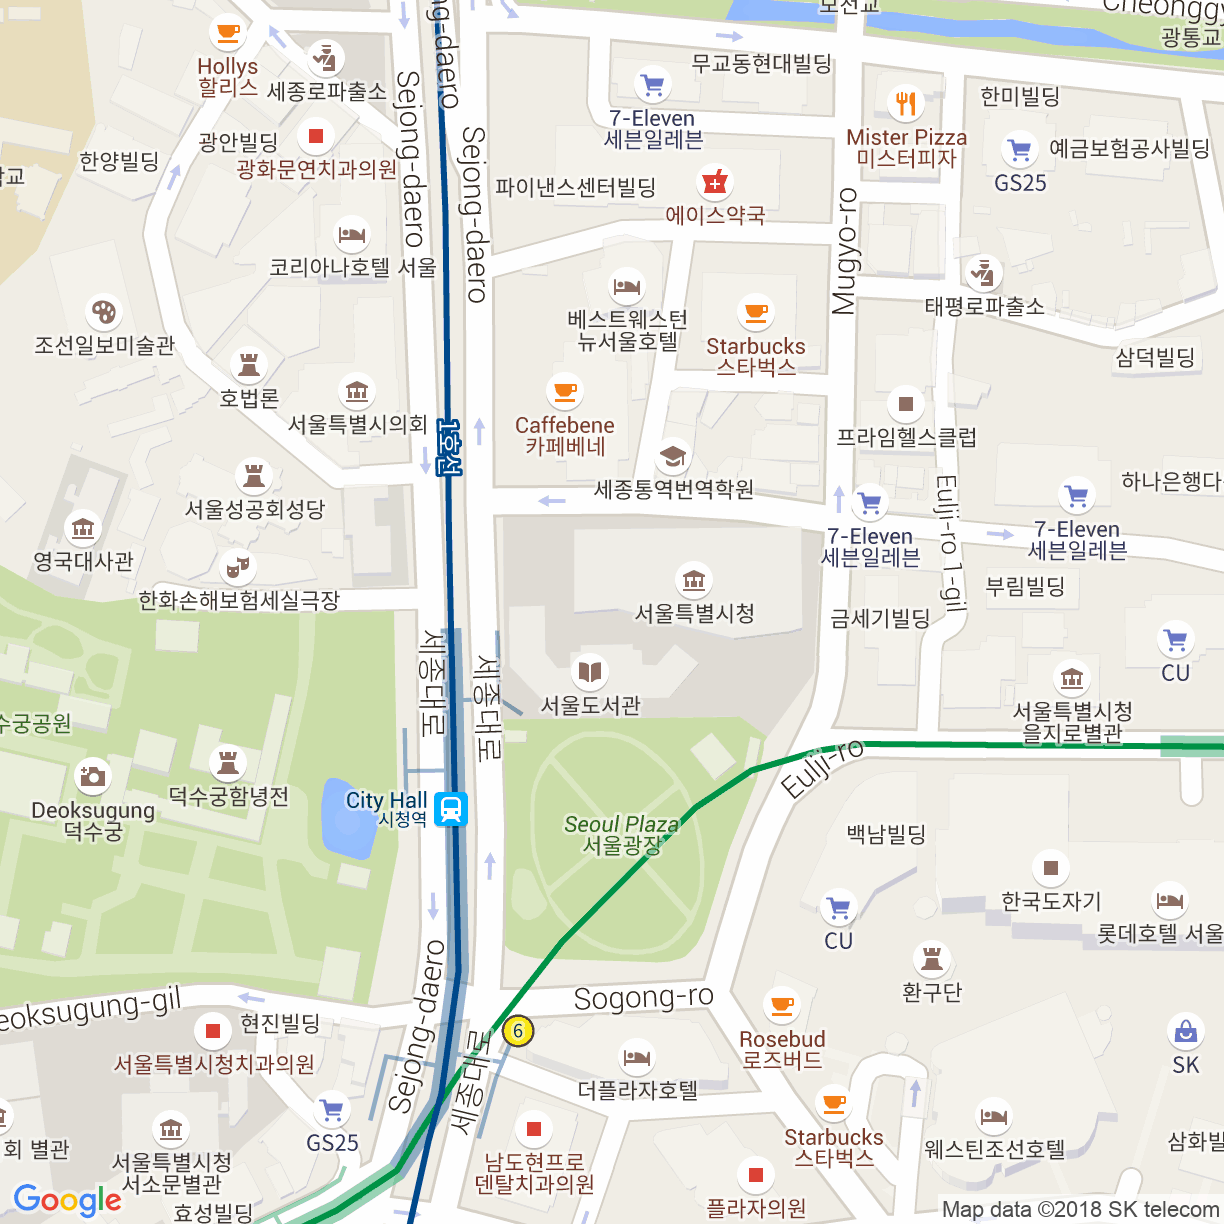 보전교
Cheonggy
광통교
Hollys
할리스
세종로파출소
ng-daero
Sejong-daero
Sejong-daero
무교동현대빌딩
7-Eleven
세븐일레븐
Mister Pizza
미스터피자
한미빌딩
GS25
예금보험공사빌딩
광안빌딩
한양빌딩
학교
광화문연치과의원
파이낸스센터빌딩
에이스약국
Mugyo-ro
코리아나호텔 서울
베스트웨스턴
뉴서울호텔
Starbucks
스타벅스
태평로파출소
삼덕빌딩
조선일보미술관
호법론
서울특별시의회
Caffebene
카페베네
프라임헬스클럽
1호선
세종통역번역학원
서울성공회성당
영국대사관
한화손해보험세실극장
서울특별시청
7-Eleven
세븐일레븐
Eulji-ro 1-gil
7-Eleven
세븐일레븐
하나은행다
부림빌딩
금세기빌딩
CU
서울특별시청
을지로별관
세종대로
세종대로
서울도서관
수궁공원
덕수궁함녕전
Deoksugung
덕수궁
City Hall
시청역
Seoul Plaza
서울광장
Eulji-ro
백남빌딩
CU
한국도자기
롯데호텔 서울
환구단
eoksugung-gil
현진빌딩
서울특별시청치과의원
Sejong-daero
세종대로
6
Sogong-ro
더플라자호텔
Rosebud
로즈버드
SK
GS25
회 별관
서울특별시청
서소문별관
효성빌딩
남도현프로
덴탈치과의원
Starbucks
스타벅스
플라자의원
웨스틴조선호텔
삼화빌
Google
Map data ©2018 SK telecom